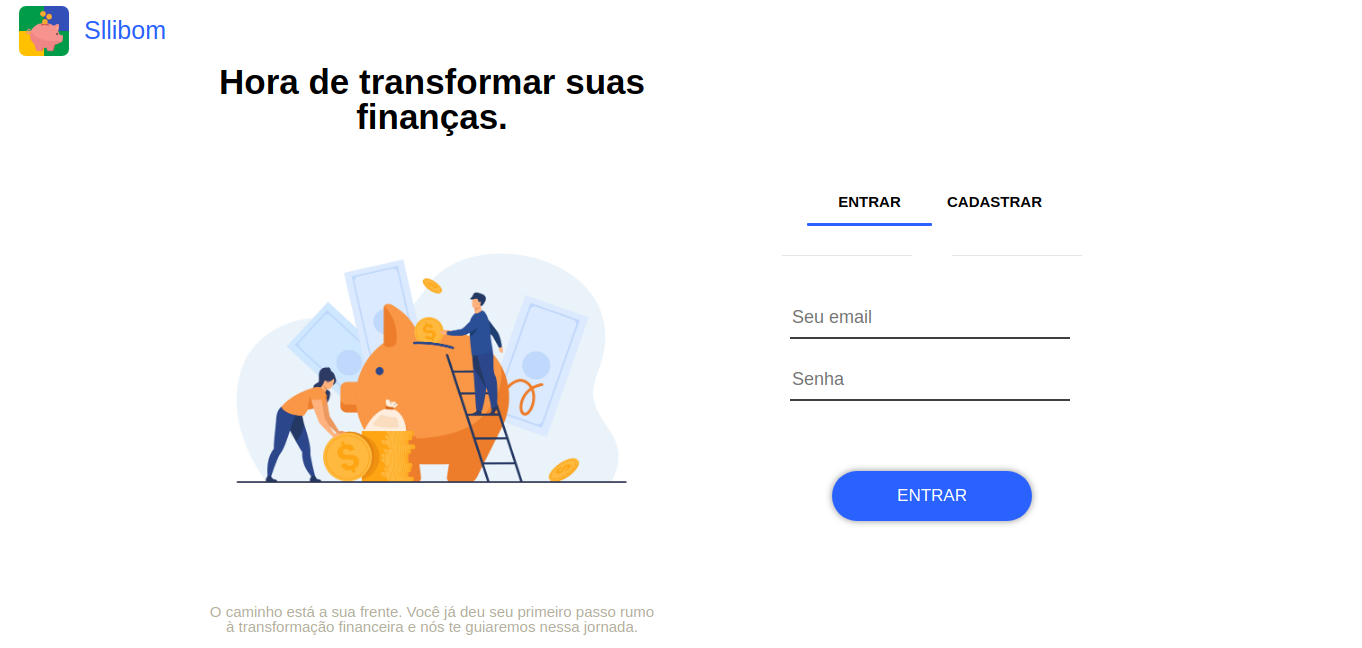 Sllibom
Hora de transformar suas
finanças.
ENTRAR CADASTRAR
Seu email
Senha
ENTRAR
O caminho está a sua frente. Você já deu seu primeiro passo rumo
à transformação financeira e nós te guiaremos nessa jornada.